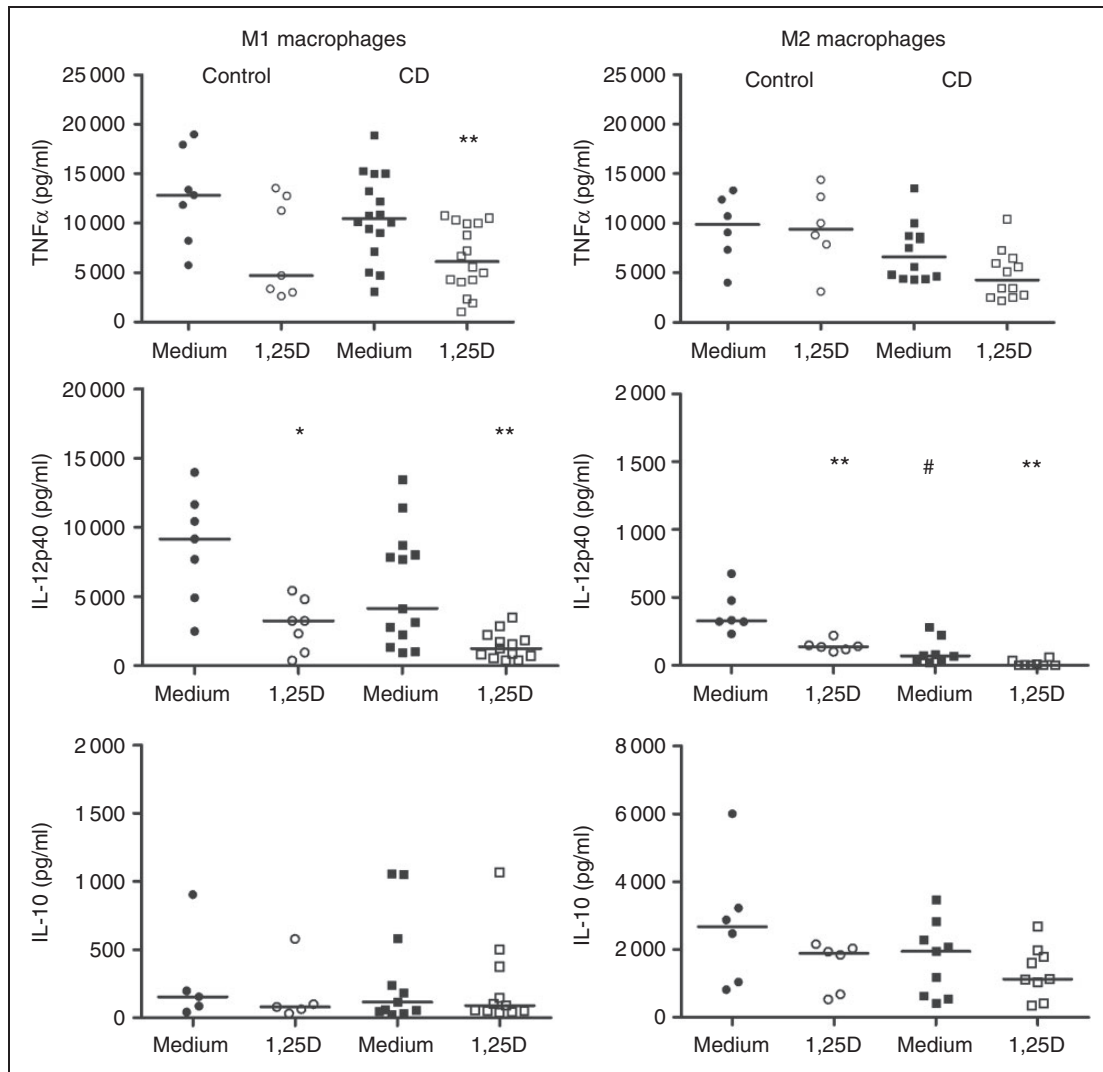 M1 macrophages
Control CD
TNFα (pg/ml)
25 000
20 000
15 000
10 000
5 000
0
**
Medium 1,25D Medium 1,25D
M2 macrophages
Control CD
TNFα (pg/ml)
25 000
20 000
15 000
10 000
5 000
0
Medium 1,25D Medium 1,25D
IL-12p40 (pg/ml)
20 000
15 000
10 000
5 000
0
* **
Medium 1,25D Medium 1,25D
IL-12p40 (pg/ml)
2 000
1 500
1 000
500
0
** # **
Medium 1,25D Medium 1,25D
IL-10 (pg/ml)
2 000
1 500
1 000
500
0
Medium 1,25D Medium 1,25D
IL-10 (pg/ml)
8 000
6 000
4 000
2 000
0
Medium 1,25D Medium 1,25D